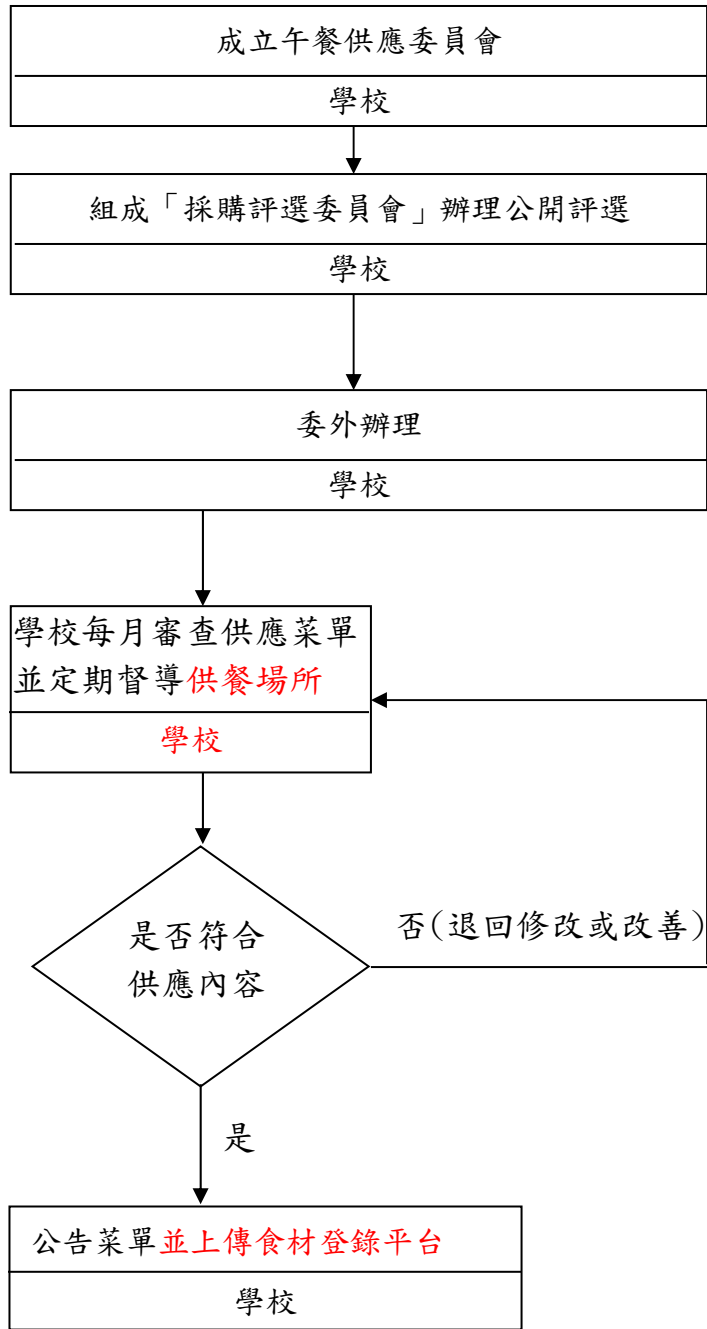 成立午餐供應委員會
學校
組成「採購評選委員會」辦理公開評選
學校
委外辦理
學校
學校每月審查供應菜單
並定期督導供餐場所
學校
是否符合
供應內容
否(退回修改或改善)
是
公告菜單並上傳食材登錄平台
學校